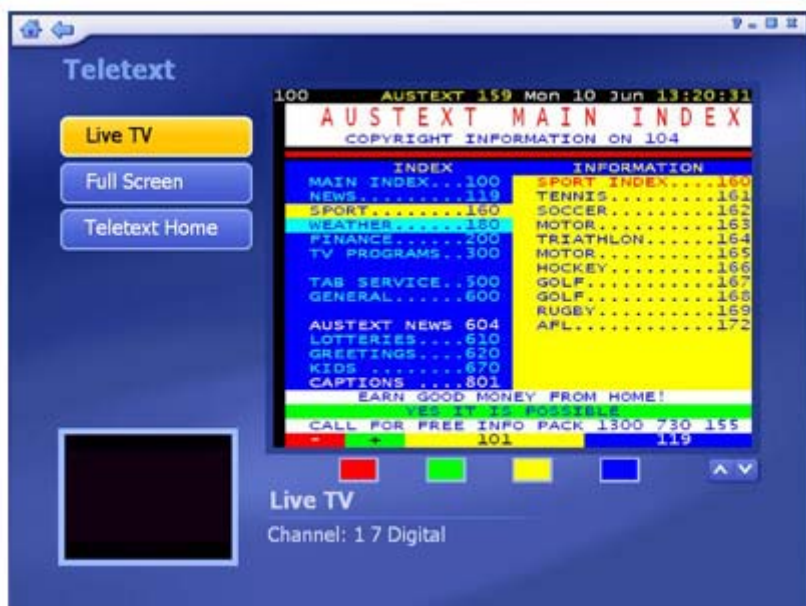 Teletext
Live TV
Full Screen
Teletext Home
100 AUSTEXT 159 Mon 10 Jun 13:20:31
AUSTEXT MAIN INDEX
COPYRIGHT INFORMATION ON 104
INDEX
MAIN INDEX...100
NEWS.........119
SPORT........160
WEATHER......180
FINANCE......200
TV PROGRAMS..300
TAB SERVICE..500
GENERAL......600
AUSTEXT NEWS 604
LOTTERIES....610
GREETINGS....620
KIDS ........670
CAPTIONS ....801
INFORMATION
SPORT INDEX....160
TENNIS.........161
SOCCER.........162
MOTOR..........163
TRIATHLON......164
MOTOR..........165
HOCKEY.........166
GOLF...........167
GOLF...........168
RUGBY..........169
AFL............172
EARN GOOD MONEY FROM HOME!
YES IT IS POSSIBLE
CALL FOR FREE INFO PACK 1300 730 155
- + 101 119
Live TV
Channel: 1 7 Digital